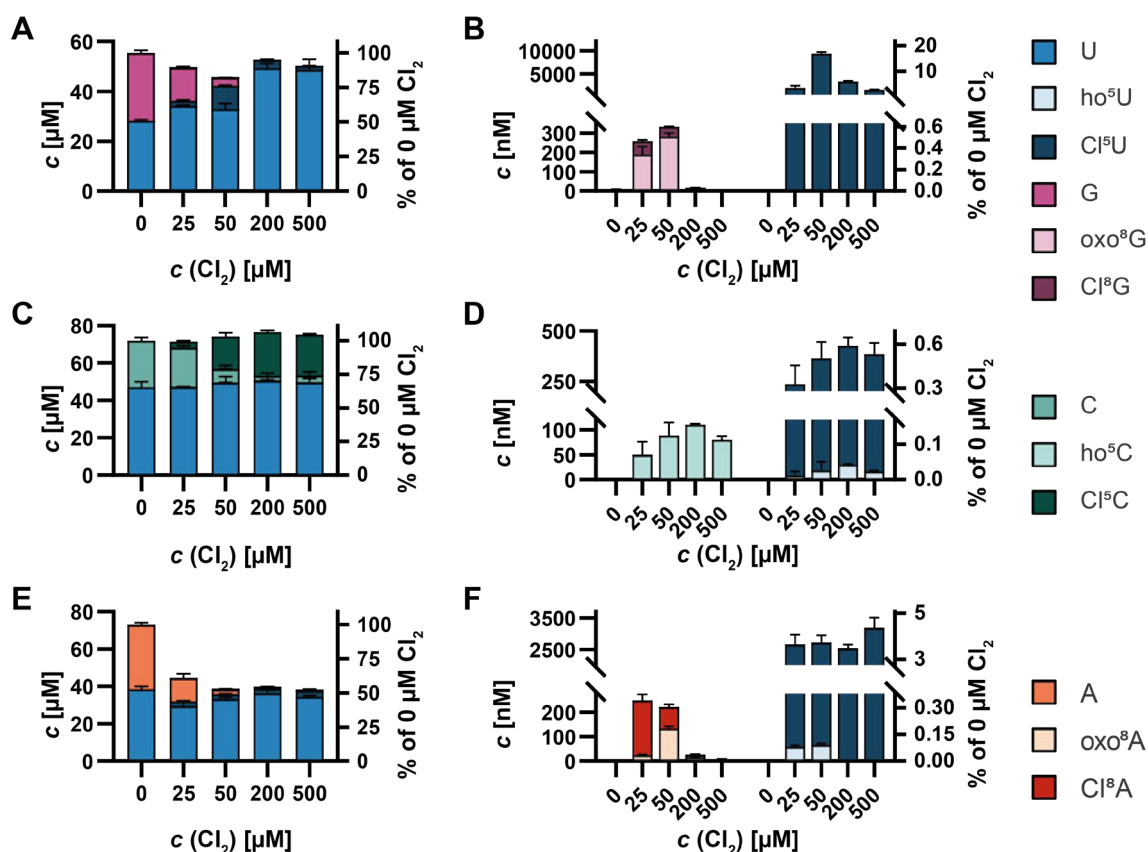 A
60
40
20
0
c [µM]
100
75
50
25
0
% of 0 µM Cl₂
0 25 50 200 500
c (Cl₂) [µM]
B
10000
5000
300
200
100
0
c [nM]
20
10
0.6
0.4
0.2
0.0
% of 0 µM Cl₂
0 25 50 200 500 0 25 50 200 500
c (Cl₂) [µM]
U
ho⁵U
Cl⁵U
G
oxo⁸G
Cl⁸G
C
80
60
40
20
0
c [µM]
100
75
50
25
0
% of 0 µM Cl₂
0 25 50 200 500
c (Cl₂) [µM]
D
500
250
100
50
0
c [nM]
0.6
0.3
0.1
0.0
% of 0 µM Cl₂
0 25 50 200 500 0 25 50 200 500
c (Cl₂) [µM]
C
ho⁵C
Cl⁵C
E
80
60
40
20
0
c [µM]
100
75
50
25
0
% of 0 µM Cl₂
0 25 50 200 500
c (Cl₂) [µM]
F
3500
2500
200
100
0
c [nM]
5
3
0.30
0.15
0.00
% of 0 µM Cl₂
0 25 50 200 500 0 25 50 200 500
c (Cl₂) [µM]
A
oxo⁸A
Cl⁸A